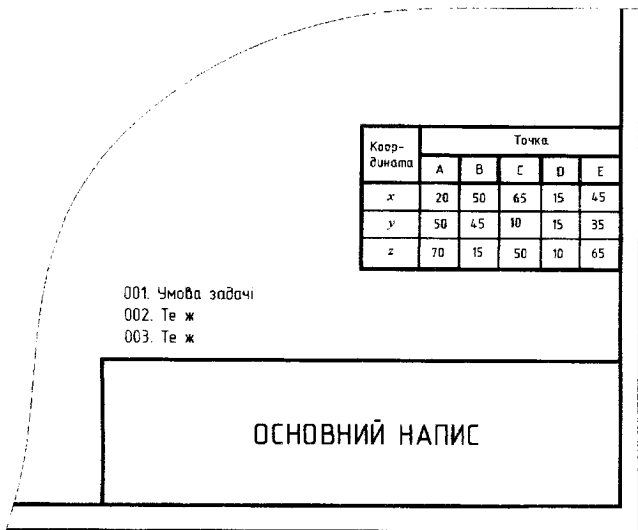 Коор-
дината
Точка
A B C D E
x 20 50 65 15 45
y 50 45 10 15 35
z 70 15 50 10 65
001. Умова задачі
002. Те ж
003. Те ж
ОСНОВНИЙ НАПИС